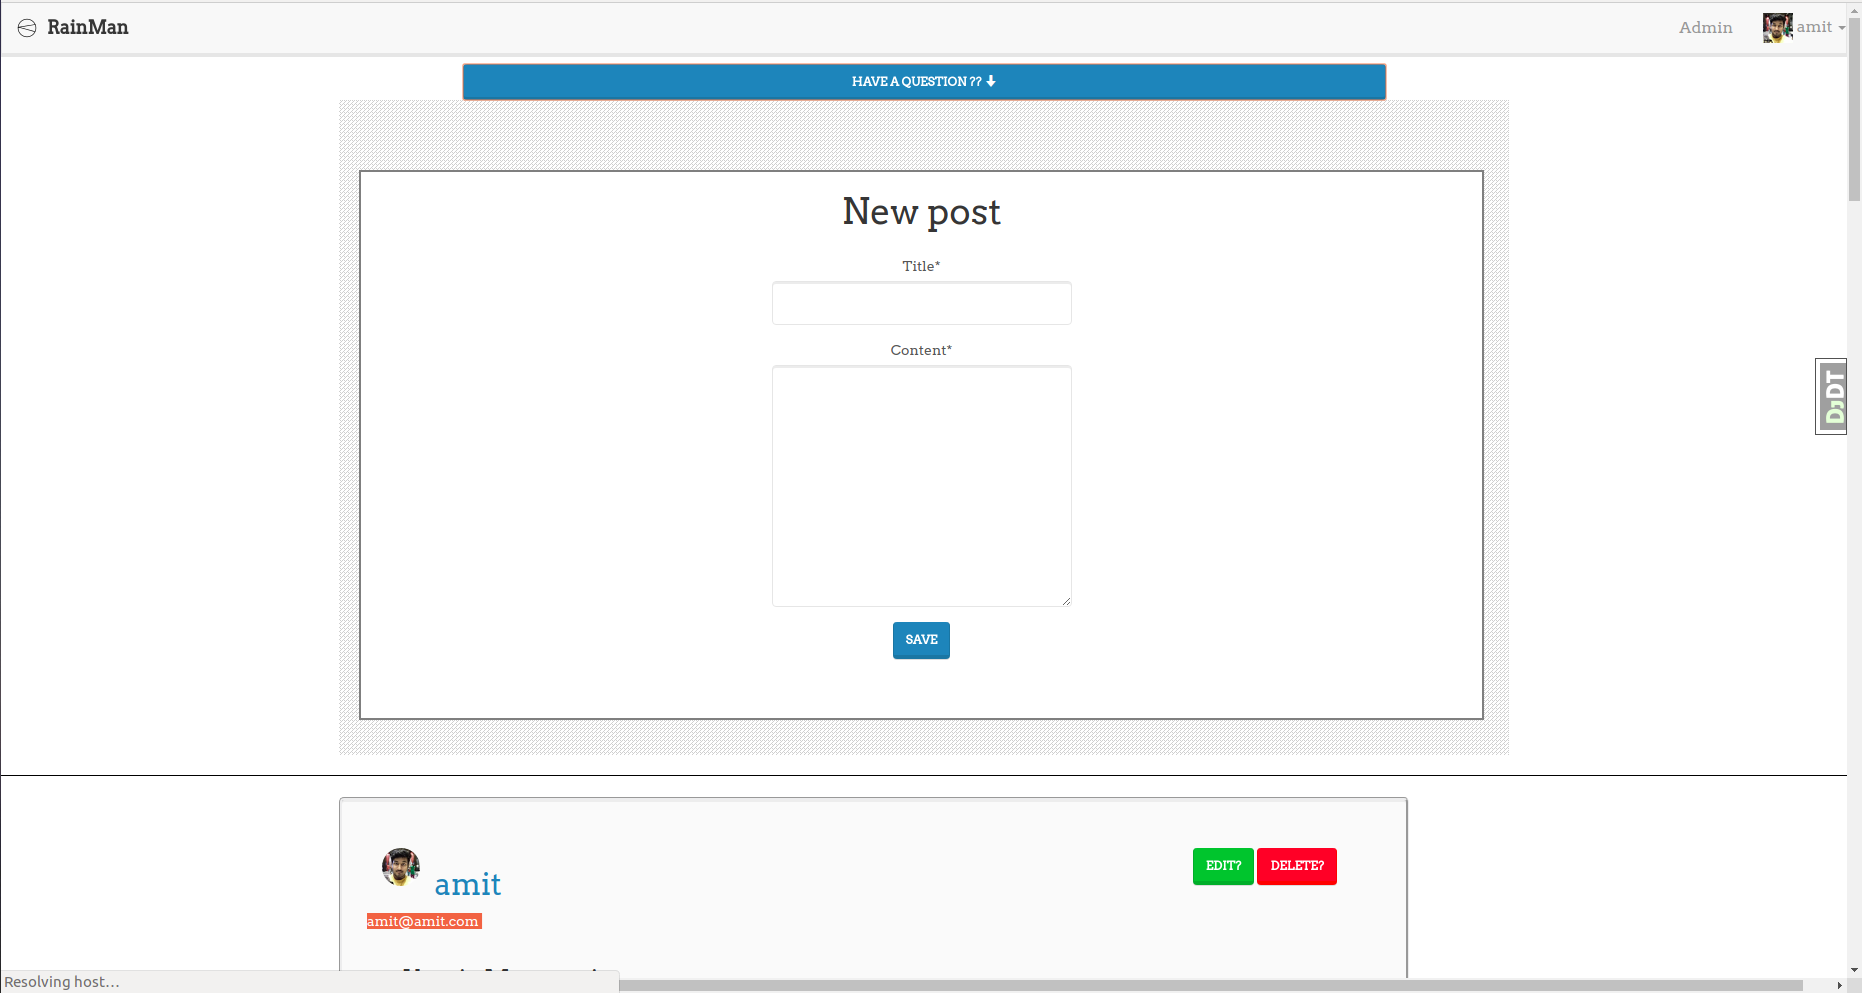 RainMan
Admin
amit
HAVE A QUESTION ??
New post
Title*
Content*
SAVE
DJDT
amit
EDIT?
DELETE?
amit@amit.com
Resolving host...